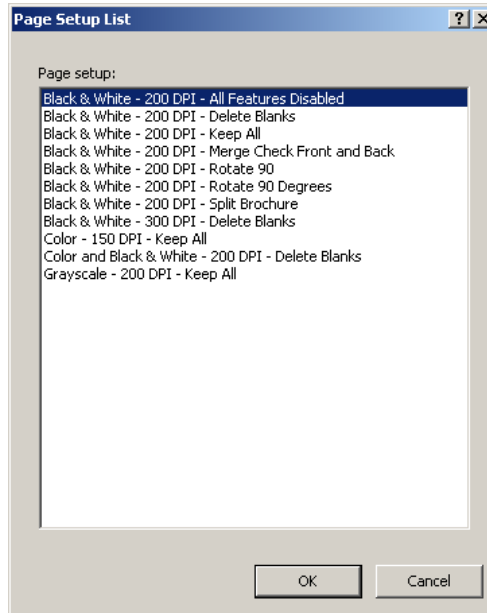 Page Setup List
Page setup:
Black & White - 200 DPI - All Features Disabled
Black & White - 200 DPI - Delete Blanks
Black & White - 200 DPI - Keep All
Black & White - 200 DPI - Merge Check Front and Back
Black & White - 200 DPI - Rotate 90
Black & White - 200 DPI - Rotate 90 Degrees
Black & White - 200 DPI - Split Brochure
Black & White - 300 DPI - Delete Blanks
Color - 150 DPI - Keep All
Color and Black & White - 200 DPI - Delete Blanks
Grayscale - 200 DPI - Keep All
OK Cancel